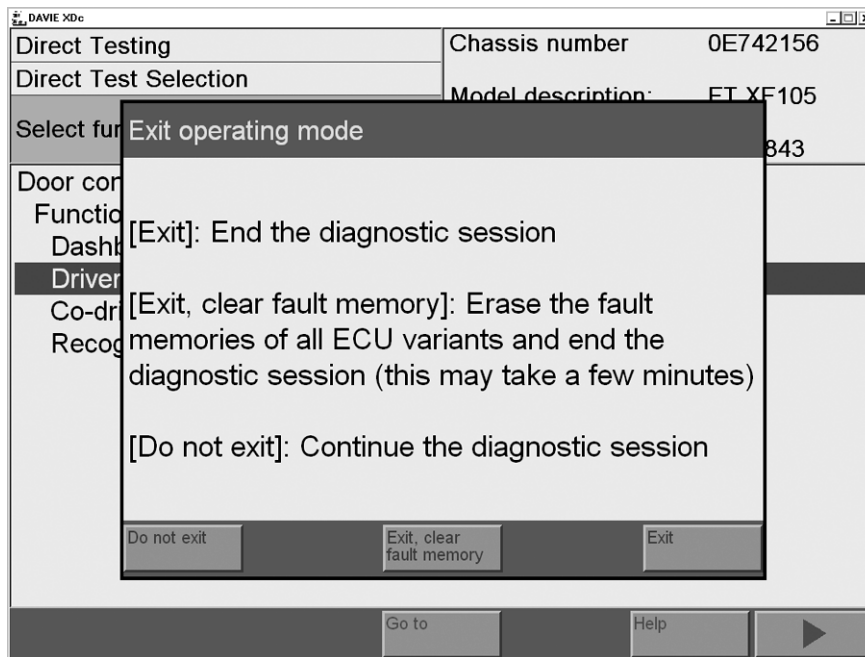 DAVIE XDc
Direct Testing
Chassis number 0E742156
Direct Test Selection
Model description: FT XF105
Select fur
843
Exit operating mode
Door con
Functio
Dashb
Driver
Co-dri
Recog
[Exit]: End the diagnostic session
[Exit, clear fault memory]: Erase the fault
memories of all ECU variants and end the
diagnostic session (this may take a few minutes)
[Do not exit]: Continue the diagnostic session
Do not exit
Exit, clear
fault memory
Exit
Go to
Help